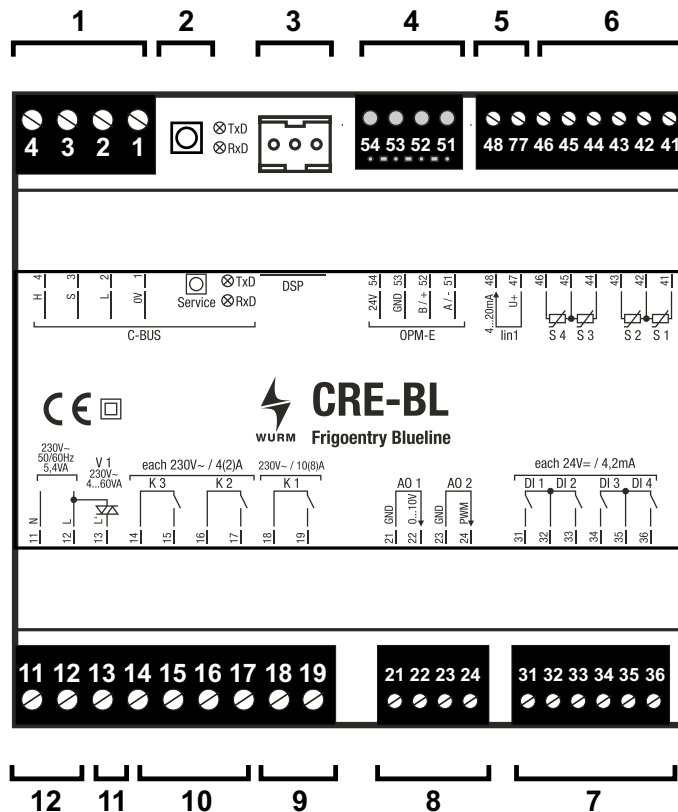 1 2 3 4 5 6
4 3 2 1
TxD
RxD
54 53 52 51
48 77 46 45 44 43 42 41
4 3 2 1
H S L 0V
Service
TxD
RxD
DSP
54 53 52 51
24V GND B / + A / -
48 47
4...20mA U+
46 45 44 43 42 41
C-BUS
OPM-E
Iin1
S 4 S 3 S 2 S 1
CE
WURM
CRE-BL
Frigoentry Blueline
230V~
50/60Hz
5,4VA
V 1
230V~
4...60VA
each 230V~ / 4(2)A
K 3 K 2
230V~ / 10(8)A
K 1
AO 1 AO 2
each 24V= / 4,2mA
DI 1 DI 2 DI 3 DI 4
N L L'
GND 0...10V GND PWM
11 12 13 14 15 16 17 18 19
21 22 23 24
31 32 33 34 35 36
11 12 13 14 15 16 17 18 19
21 22 23 24
31 32 33 34 35 36
12 11 10 9 8 7